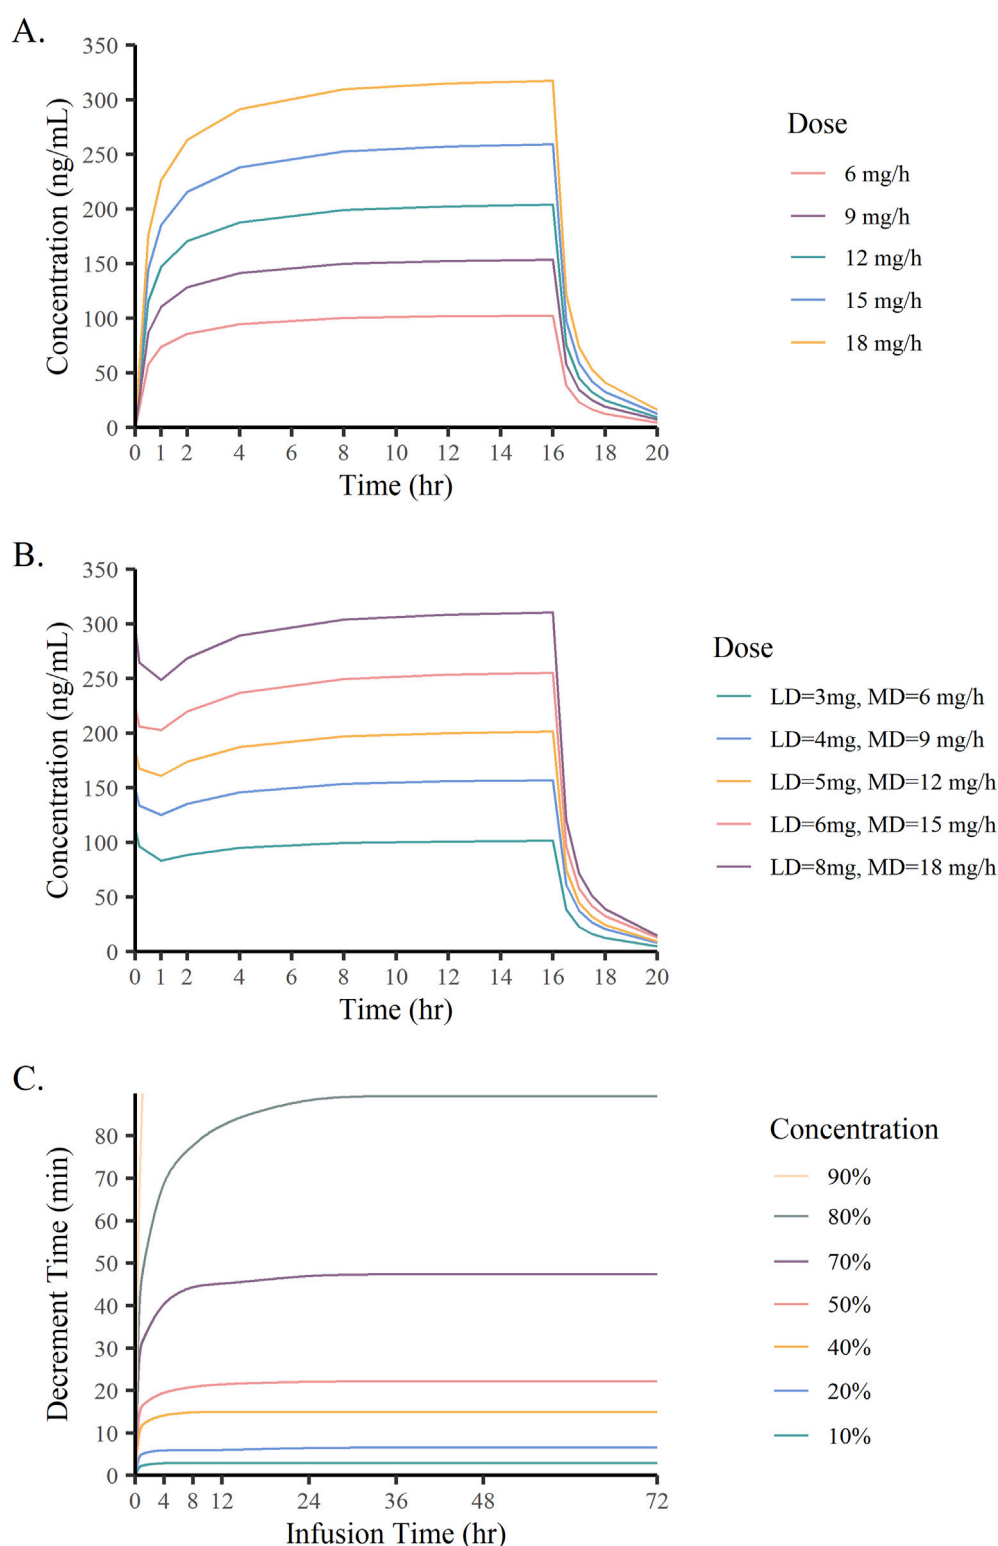 A.
Concentration (ng/mL)
350
300
250
200
150
100
50
0
0 1 2 4 6 8 10 12 14 16 18 20
Time (hr)
Dose
6 mg/h
9 mg/h
12 mg/h
15 mg/h
18 mg/h
B.
Concentration (ng/mL)
350
300
250
200
150
100
50
0
0 1 2 4 6 8 10 12 14 16 18 20
Time (hr)
Dose
LD=3mg, MD=6 mg/h
LD=4mg, MD=9 mg/h
LD=5mg, MD=12 mg/h
LD=6mg, MD=15 mg/h
LD=8mg, MD=18 mg/h
C.
Decrement Time (min)
80
70
60
50
40
30
20
10
0
0 4 8 12 24 36 48 72
Infusion Time (hr)
Concentration
90%
80%
70%
50%
40%
20%
10%